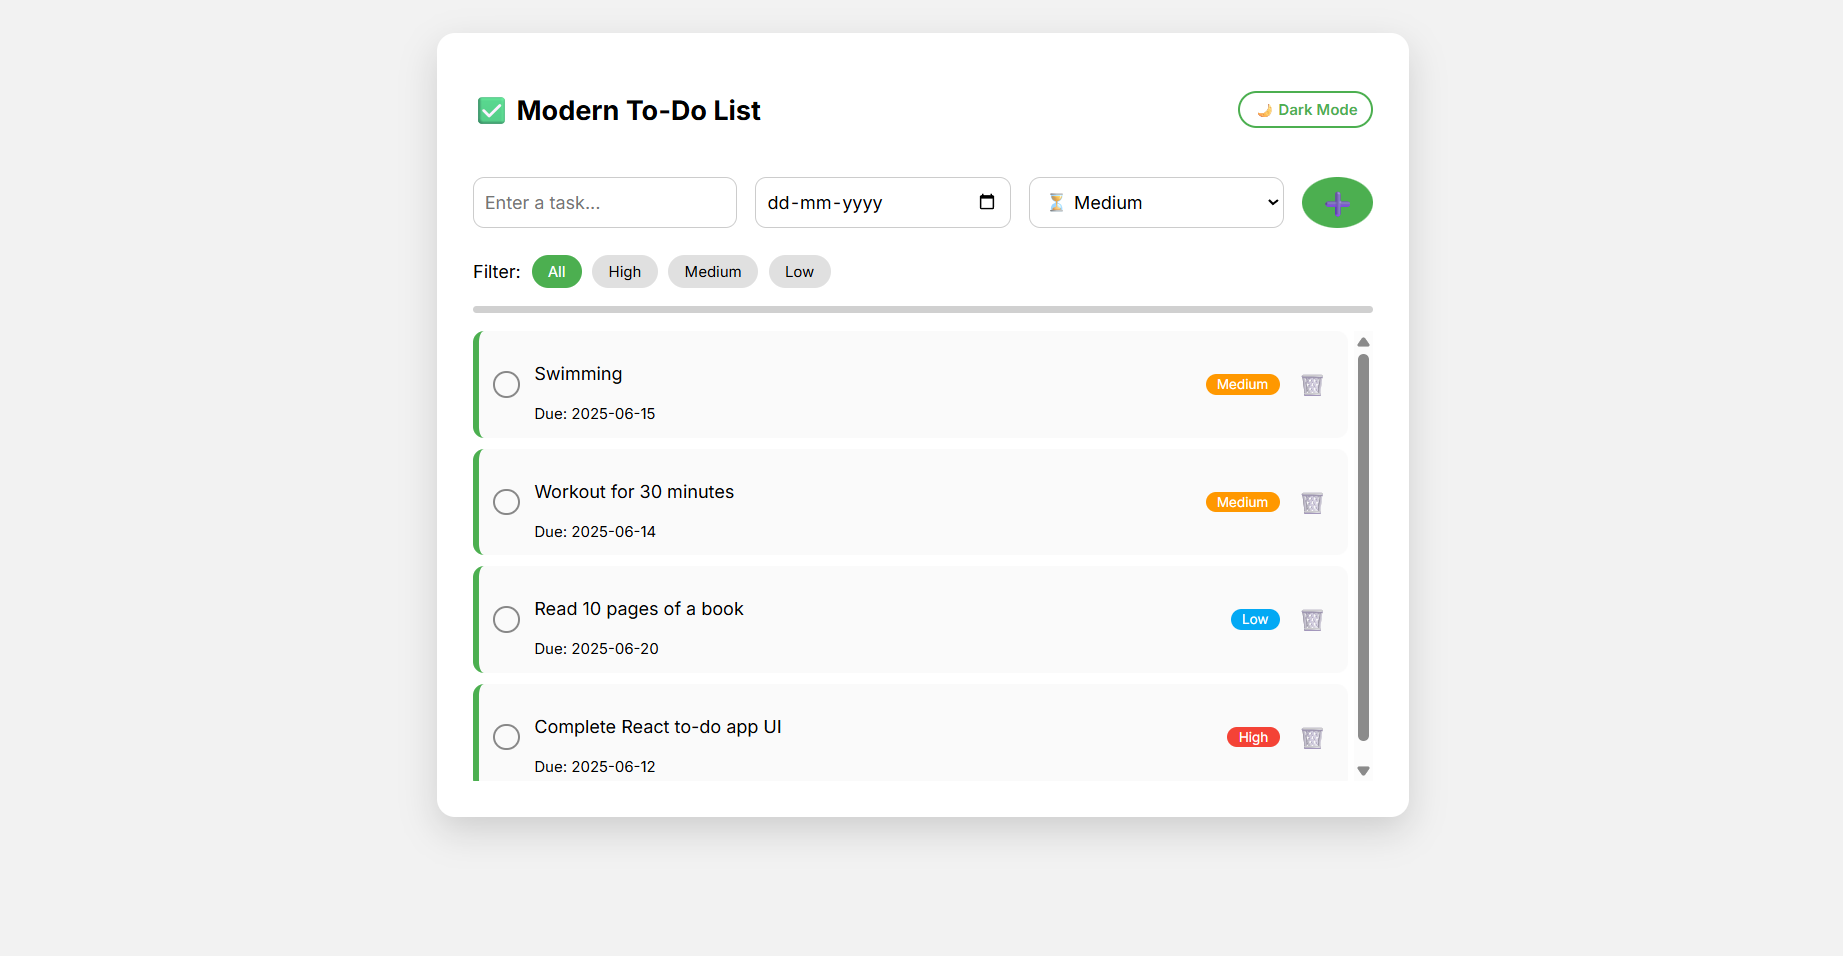 ✅ Modern To-Do List
🌙 Dark Mode
Enter a task...
dd-mm-yyyy
⏳ Medium
Filter: All High Medium Low
Swimming
Medium
Due: 2025-06-15
Workout for 30 minutes
Medium
Due: 2025-06-14
Read 10 pages of a book
Low
Due: 2025-06-20
Complete React to-do app UI
High
Due: 2025-06-12